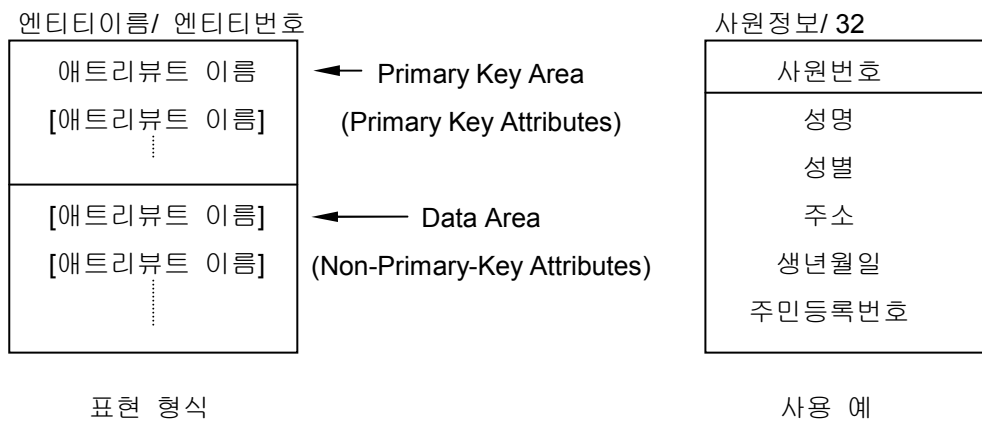 엔티티이름/ 엔티티번호
애트리뷰트 이름
[애트리뷰트 이름]
[애트리뷰트 이름]
[애트리뷰트 이름]
Primary Key Area
(Primary Key Attributes)
Data Area
(Non-Primary-Key Attributes)
표현 형식
사원정보/ 32
사원번호
성명
성별
주소
생년월일
주민등록번호
사용 예